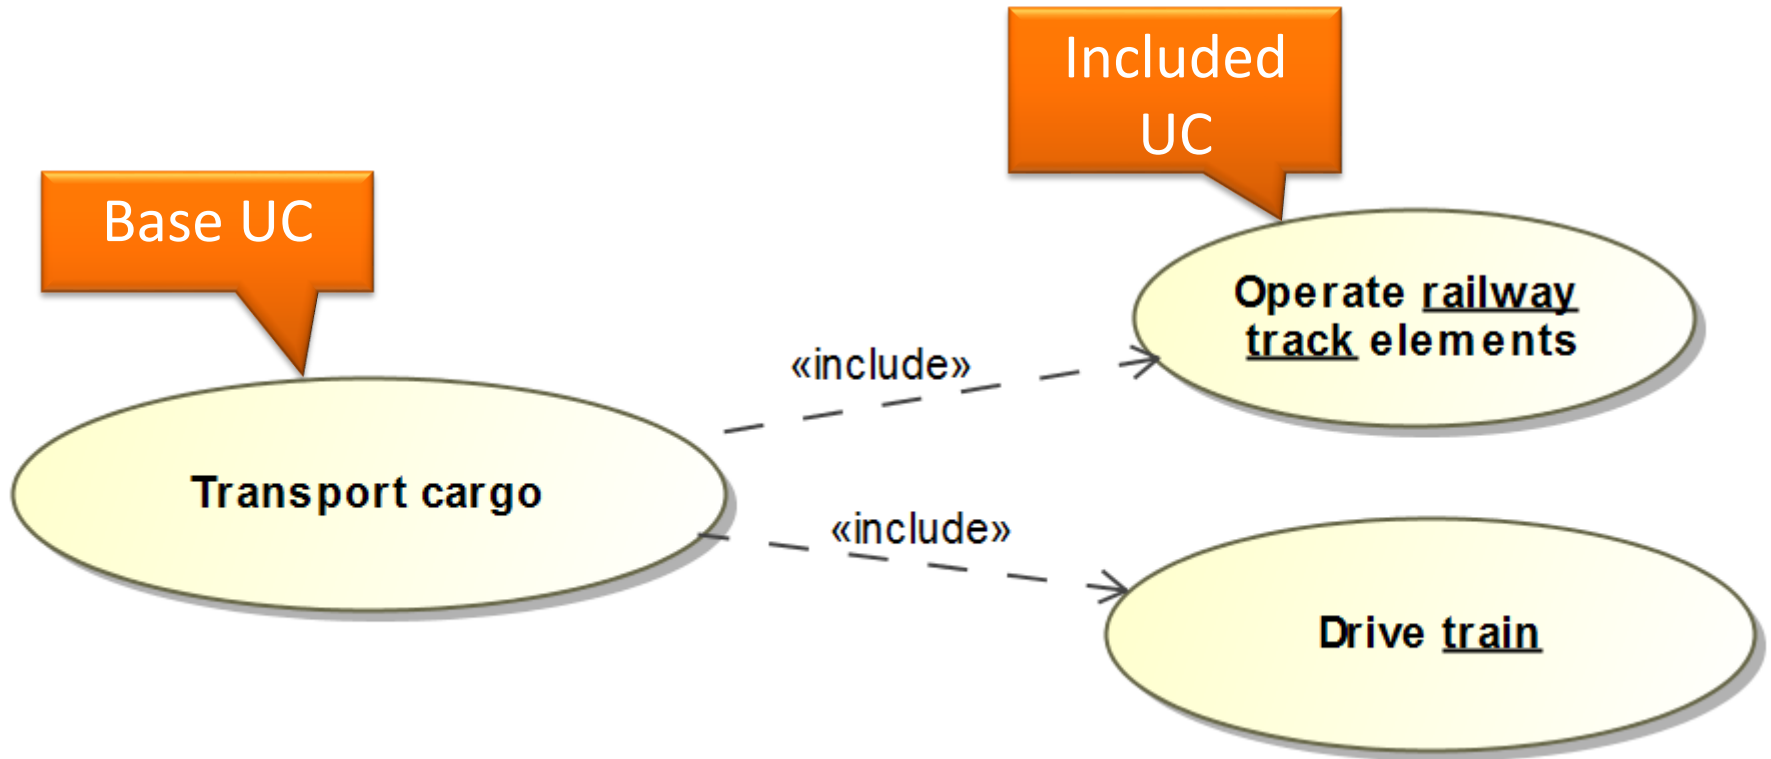 Included
UC
Base UC
Operate railway
track elements
«include»
Transport cargo
«include»
Drive train